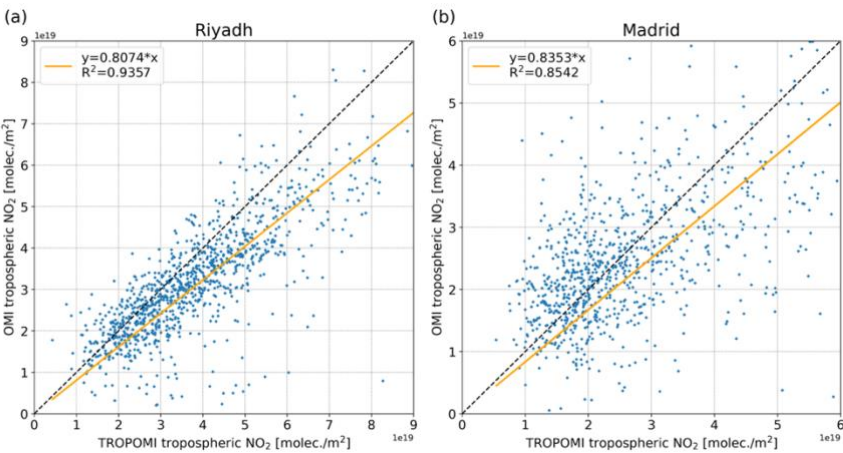 (a)
Riyadh
1e19
y=0.8074*x
R²=0.9357
OMI tropospheric NO₂ [molec./m²]
9
8
7
6
5
4
3
2
1
0
0 1 2 3 4 5 6 7 8 9
TROPOMI tropospheric NO₂ [molec./m²]
1e19
(b)
Madrid
1e19
y=0.8353*x
R²=0.8542
OMI tropospheric NO₂ [molec./m²]
6
5
4
3
2
1
0
0 1 2 3 4 5 6
TROPOMI tropospheric NO₂ [molec./m²]
1e19